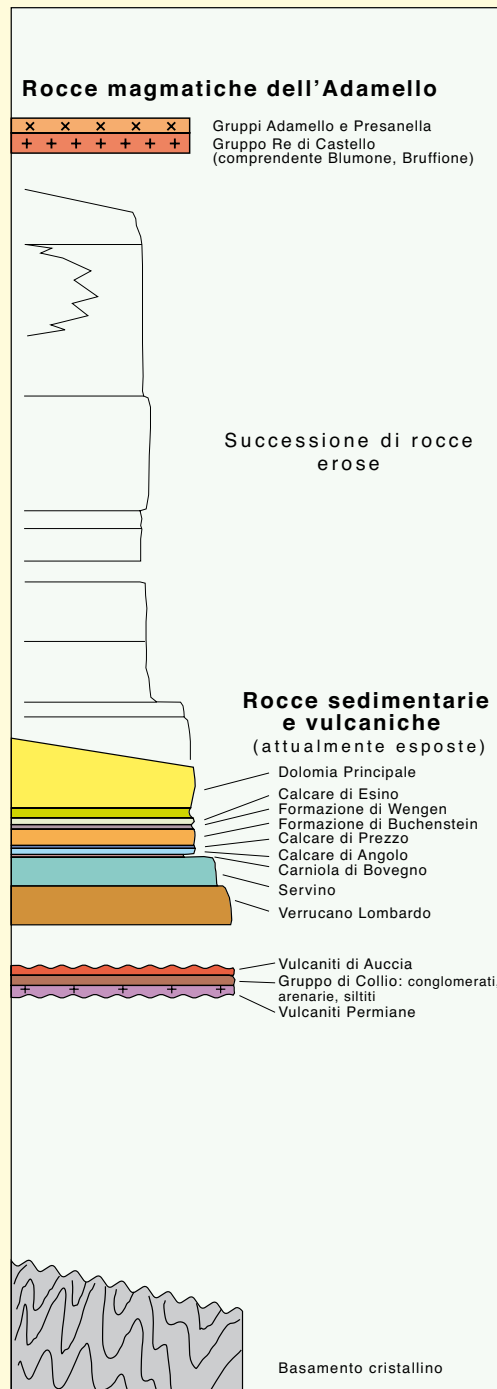 Rocce magmatiche dell'Adamello
Gruppi Adamello e Presanella
Gruppo Re di Castello
(comprendente Blumone, Bruffione)
Successione di rocce
erose
Rocce sedimentarie
e vulcaniche
(attualmente esposte)
Dolomia Principale
Calcare di Esino
Formazione di Wengen
Formazione di Buchenstein
Calcare di Prezzo
Calcare di Angolo
Carniola di Bovegno
Servino
Verrucano Lombardo
Vulcaniti di Auccia
Gruppo di Collio: conglomerati,
arenarie, siltiti
Vulcaniti Permiane
Basamento cristallino